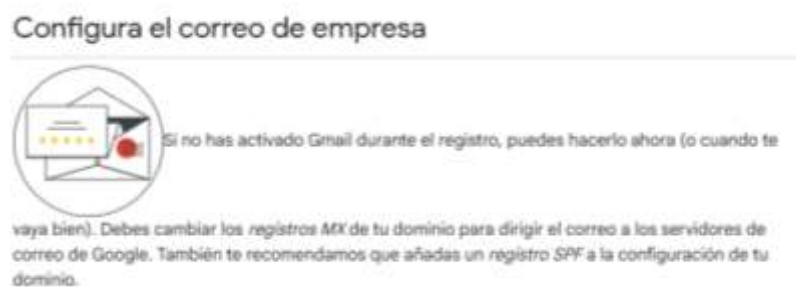 Configura el correo de empresa
Si no has activado Gmail durante el registro, puedes hacerlo ahora (o cuando te
vaya bien). Debes cambiar los registros MX de tu dominio para dirigir el correo a los servidores de
correo de Google. También te recomendamos que añadas un registro SPF a la configuración de tu
dominio.